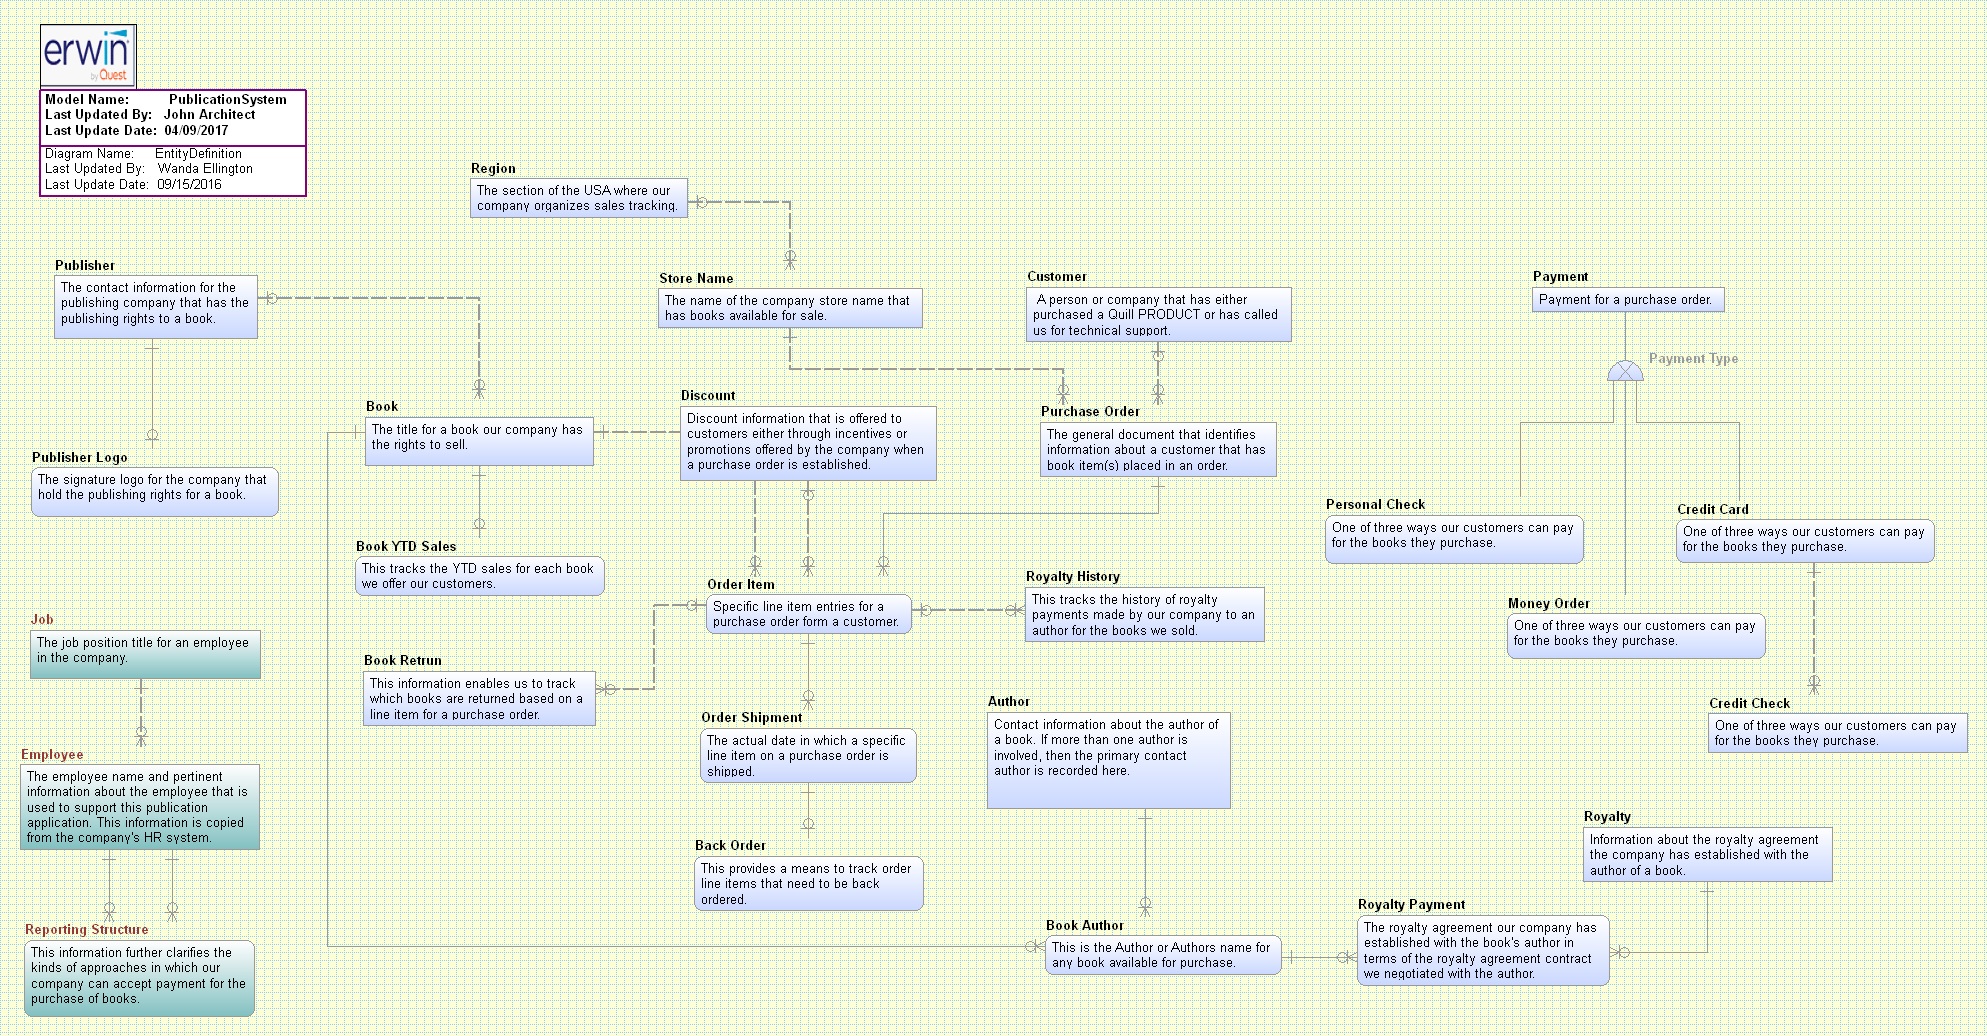 erwin
by Quest
Model Name: PublicationSystem
Last Updated By: John Architect
Last Update Date: 04/09/2017
Diagram Name: EntityDefinition
Last Updated By: Wanda Ellington
Last Update Date: 09/15/2016
Region
The section of the USA where our
company organizes sales tracking.
Publisher
The contact information for the
publishing company that has the
publishing rights to a book.
Store Name
The name of the company store name that
has books available for sale.
Customer
A person or company that has either
purchased a Quill PRODUCT or has called
us for technical support.
Payment
Payment for a purchase order.
Payment Type
Book
The title for a book our company has
the rights to sell.
Discount
Discount information that is offered to
customers either through incentives or
promotions offered by the company when
a purchase order is established.
Purchase Order
The general document that identifies
information about a customer that has
book item(s) placed in an order.
Publisher Logo
The signature logo for the company that
hold the publishing rights for a book.
Personal Check
One of three ways our customers can pay
for the books they purchase.
Credit Card
One of three ways our customers can pay
for the books they purchase.
Book YTD Sales
This tracks the YTD sales for each book
we offer our customers.
Order Item
Specific line item entries for a
purchase order form a customer.
Royalty History
This tracks the history of royalty
payments made by our company to an
author for the books we sold.
Money Order
One of three ways our customers can pay
for the books they purchase.
Job
The job position title for an employee
in the company.
Book Retrun
This information enables us to track
which books are returned based on a
line item for a purchase order.
Order Shipment
The actual date in which a specific
line item on a purchase order is
shipped.
Author
Contact information about the author of
a book. If more than one author is
involved, then the primary contact
author is recorded here.
Credit Check
One of three ways our customers can pay
for the books they purchase.
Employee
The employee name and pertinent
information about the employee that is
used to support this publication
application. This information is copied
from the company's HR system.
Back Order
This provides a means to track order
line items that need to be back
ordered.
Royalty
Information about the royalty agreement
the company has established with the
author of a book.
Reporting Structure
This information further clarifies the
kinds of approaches in which our
company can accept payment for the
purchase of books.
Book Author
This is the Author or Authors name for
any book available for purchase.
Royalty Payment
The royalty agreement our company has
established with the book's author in
terms of the royalty agreement contract
we negotiated with the author.